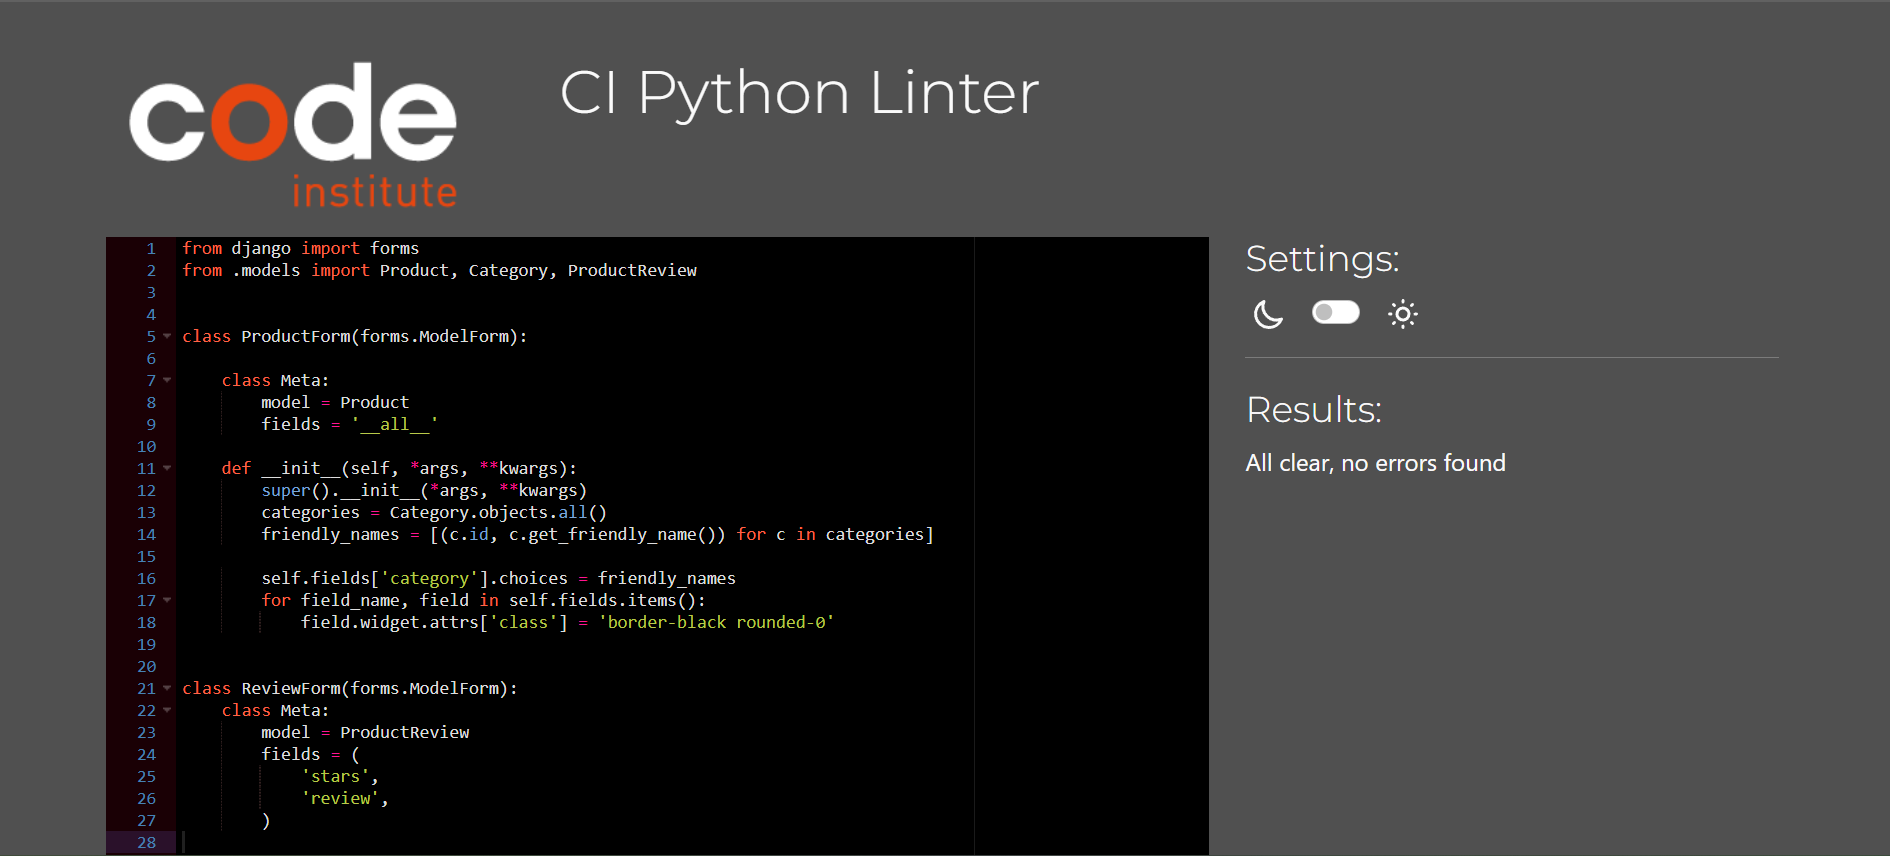 code
institute
CI Python Linter
1 from django import forms
2 from .models import Product, Category, ProductReview
3
4
5 class ProductForm(forms.ModelForm):
6
7     class Meta:
8         model = Product
9         fields = '__all__'
10
11     def __init__(self, *args, **kwargs):
12         super().__init__(*args, **kwargs)
13         categories = Category.objects.all()
14         friendly_names = [(c.id, c.get_friendly_name()) for c in categories]
15
16         self.fields['category'].choices = friendly_names
17         for field_name, field in self.fields.items():
18             field.widget.attrs['class'] = 'border-black rounded-0'
19
20
21 class ReviewForm(forms.ModelForm):
22     class Meta:
23         model = ProductReview
24         fields = (
25             'stars',
26             'review',
27         )
28
Settings:
Results:
All clear, no errors found